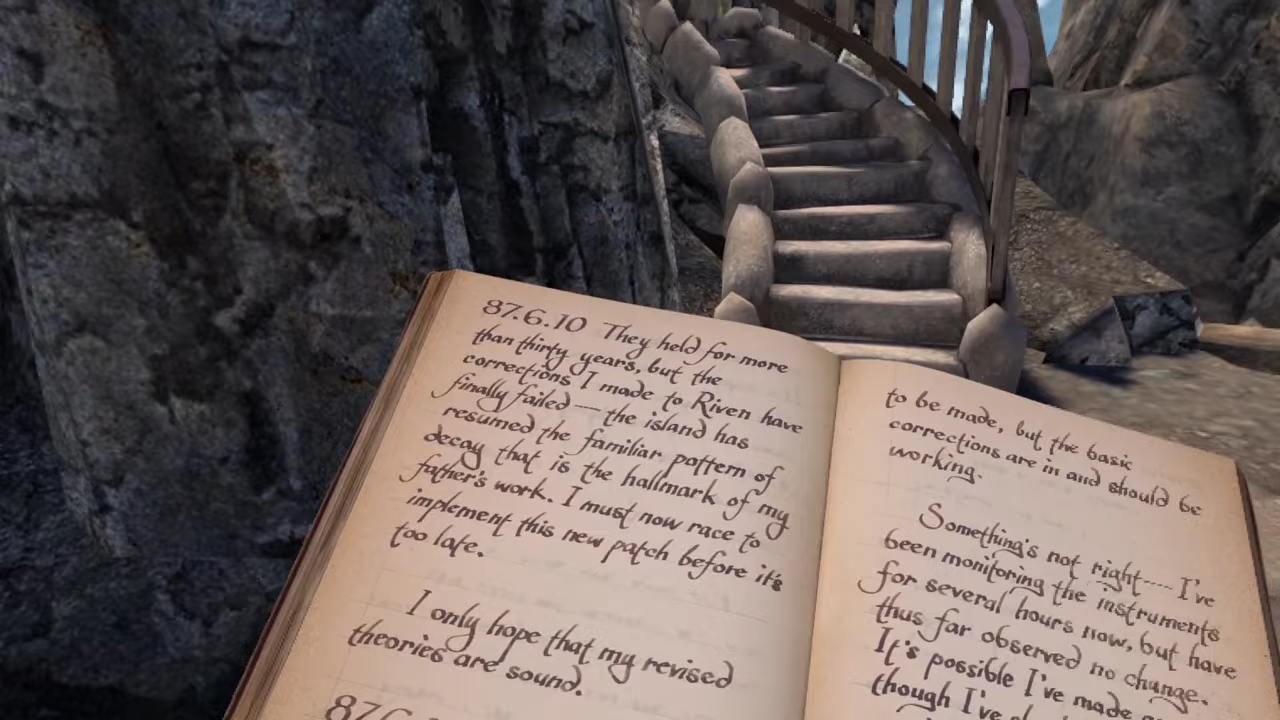 87.6.10 They held for more
than thirty years, but the
corrections I made to Riven have
finally failed — the island has
resumed the familiar pattern of
decay that is the hallmark of my
father's work. I must now race to
implement this new patch before it's
too late.
I only hope that my revised
theories are sound.
to be made, but the basic
corrections are in and should be
working.
Something's not right---- I've
been monitoring the instruments
for several hours now, but have
thus far observed no change.
It's possible I've made
though I've